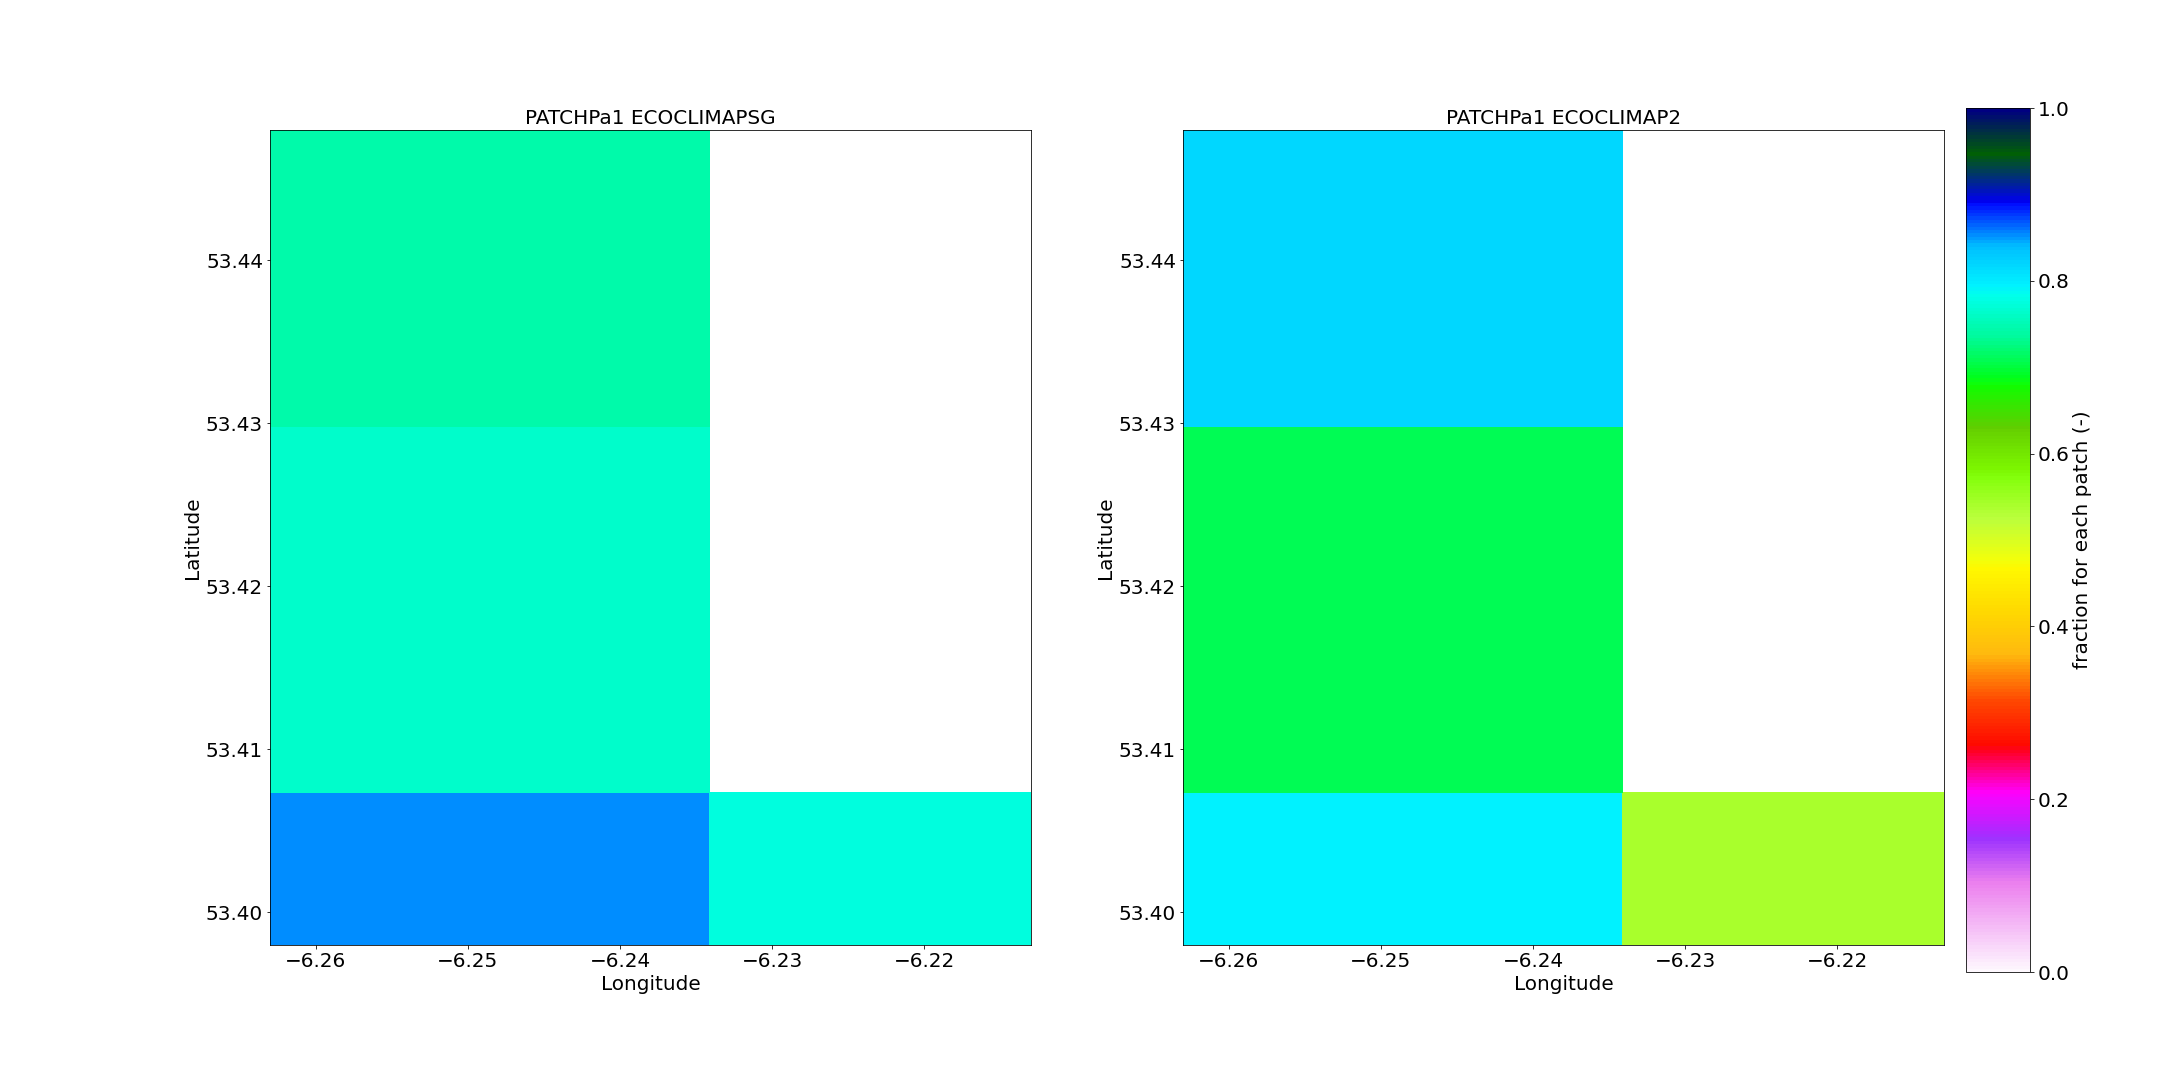 PATCHPa1 ECOCLIMAPSG
53.44
53.43
53.42
53.41
53.40
Latitude
−6.26 −6.25 −6.24 −6.23 −6.22
Longitude
PATCHPa1 ECOCLIMAP2
53.44
53.43
53.42
53.41
53.40
Latitude
−6.26 −6.25 −6.24 −6.23 −6.22
Longitude
1.0
0.8
0.6
0.4
0.2
0.0
fraction for each patch (-)